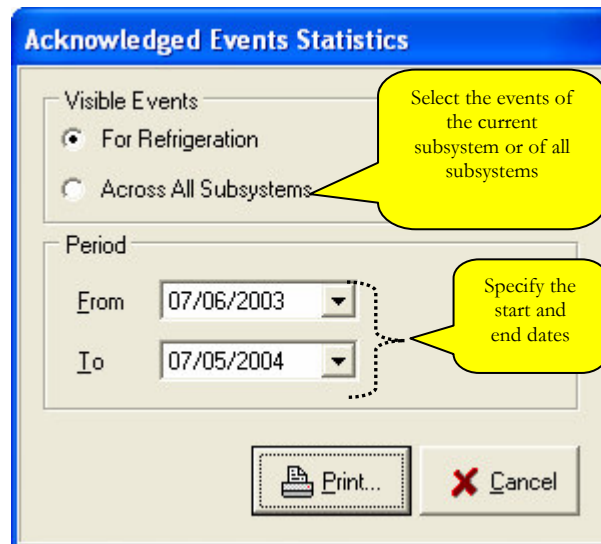 Acknowledged Events Statistics
Visible Events
For Refrigeration
Across All Subsystems
Select the events of
the current
subsystem or of all
subsystems
Period
From 07/06/2003
To 07/05/2004
Specify the
start and
end dates
Print...
Cancel